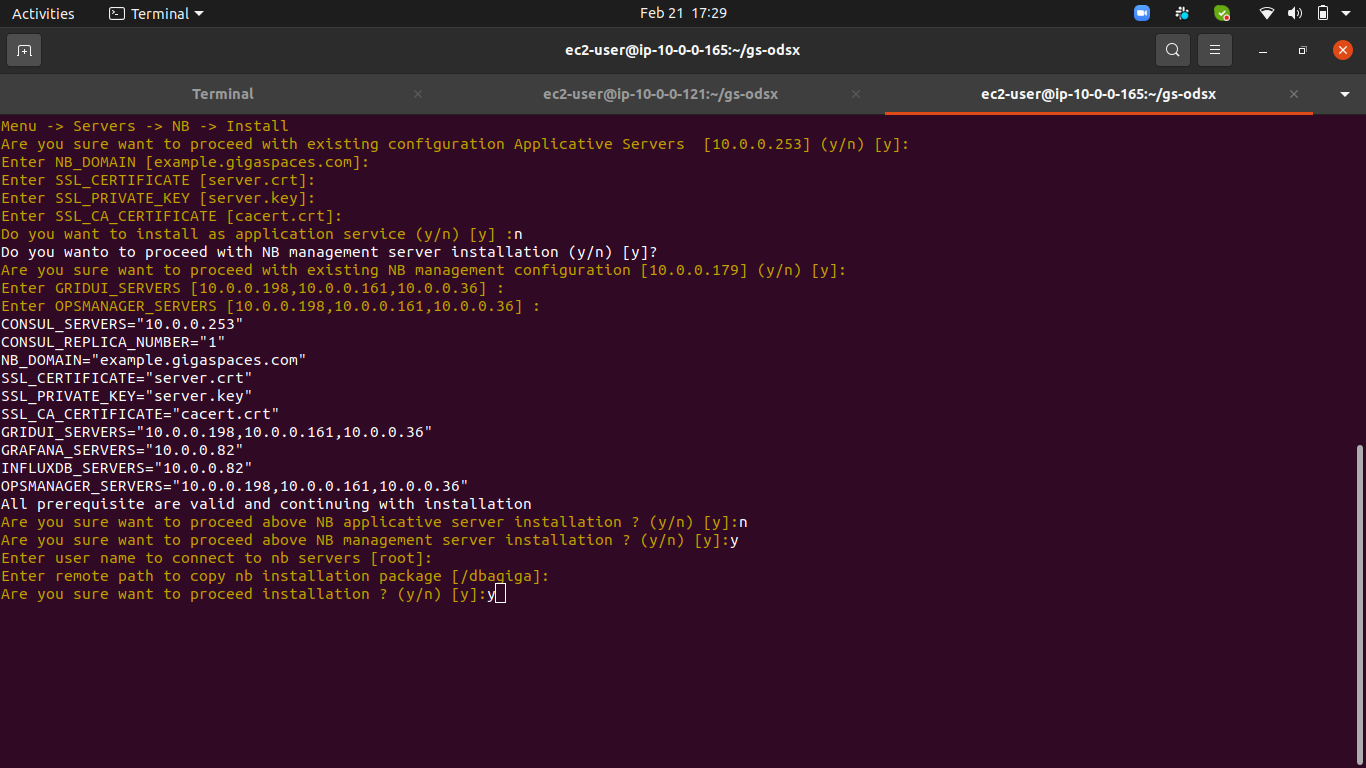 Activities
Terminal
Feb 21 17:29
ec2-user@ip-10-0-0-165:~/gs-odsx
Terminal
ec2-user@ip-10-0-0-121:~/gs-odsx
ec2-user@ip-10-0-0-165:~/gs-odsx
Menu -> Servers -> NB -> Install
Are you sure want to proceed with existing configuration Applicative Servers  [10.0.0.253] (y/n) [y]:
Enter NB_DOMAIN [example.gigaspaces.com]:
Enter SSL_CERTIFICATE [server.crt]:
Enter SSL_PRIVATE_KEY [server.key]:
Enter SSL_CA_CERTIFICATE [cacert.crt]:
Do you want to install as application service (y/n) [y] :n
Do you wanto to proceed with NB management server installation (y/n) [y]?
Are you sure want to proceed with existing NB management configuration [10.0.0.179] (y/n) [y]:
Enter GRIDUI_SERVERS [10.0.0.198,10.0.0.161,10.0.0.36] :
Enter OPSMANAGER_SERVERS [10.0.0.198,10.0.0.161,10.0.0.36] :
CONSUL_SERVERS="10.0.0.253"
CONSUL_REPLICA_NUMBER="1"
NB_DOMAIN="example.gigaspaces.com"
SSL_CERTIFICATE="server.crt"
SSL_PRIVATE_KEY="server.key"
SSL_CA_CERTIFICATE="cacert.crt"
GRIDUI_SERVERS="10.0.0.198,10.0.0.161,10.0.0.36"
GRAFANA_SERVERS="10.0.0.82"
INFLUXDB_SERVERS="10.0.0.82"
OPSMANAGER_SERVERS="10.0.0.198,10.0.0.161,10.0.0.36"
All prerequisite are valid and continuing with installation
Are you sure want to proceed above NB applicative server installation ? (y/n) [y]:n
Are you sure want to proceed above NB management server installation ? (y/n) [y]:y
Enter user name to connect to nb servers [root]:
Enter remote path to copy nb installation package [/dbagiga]:
Are you sure want to proceed installation ? (y/n) [y]:y